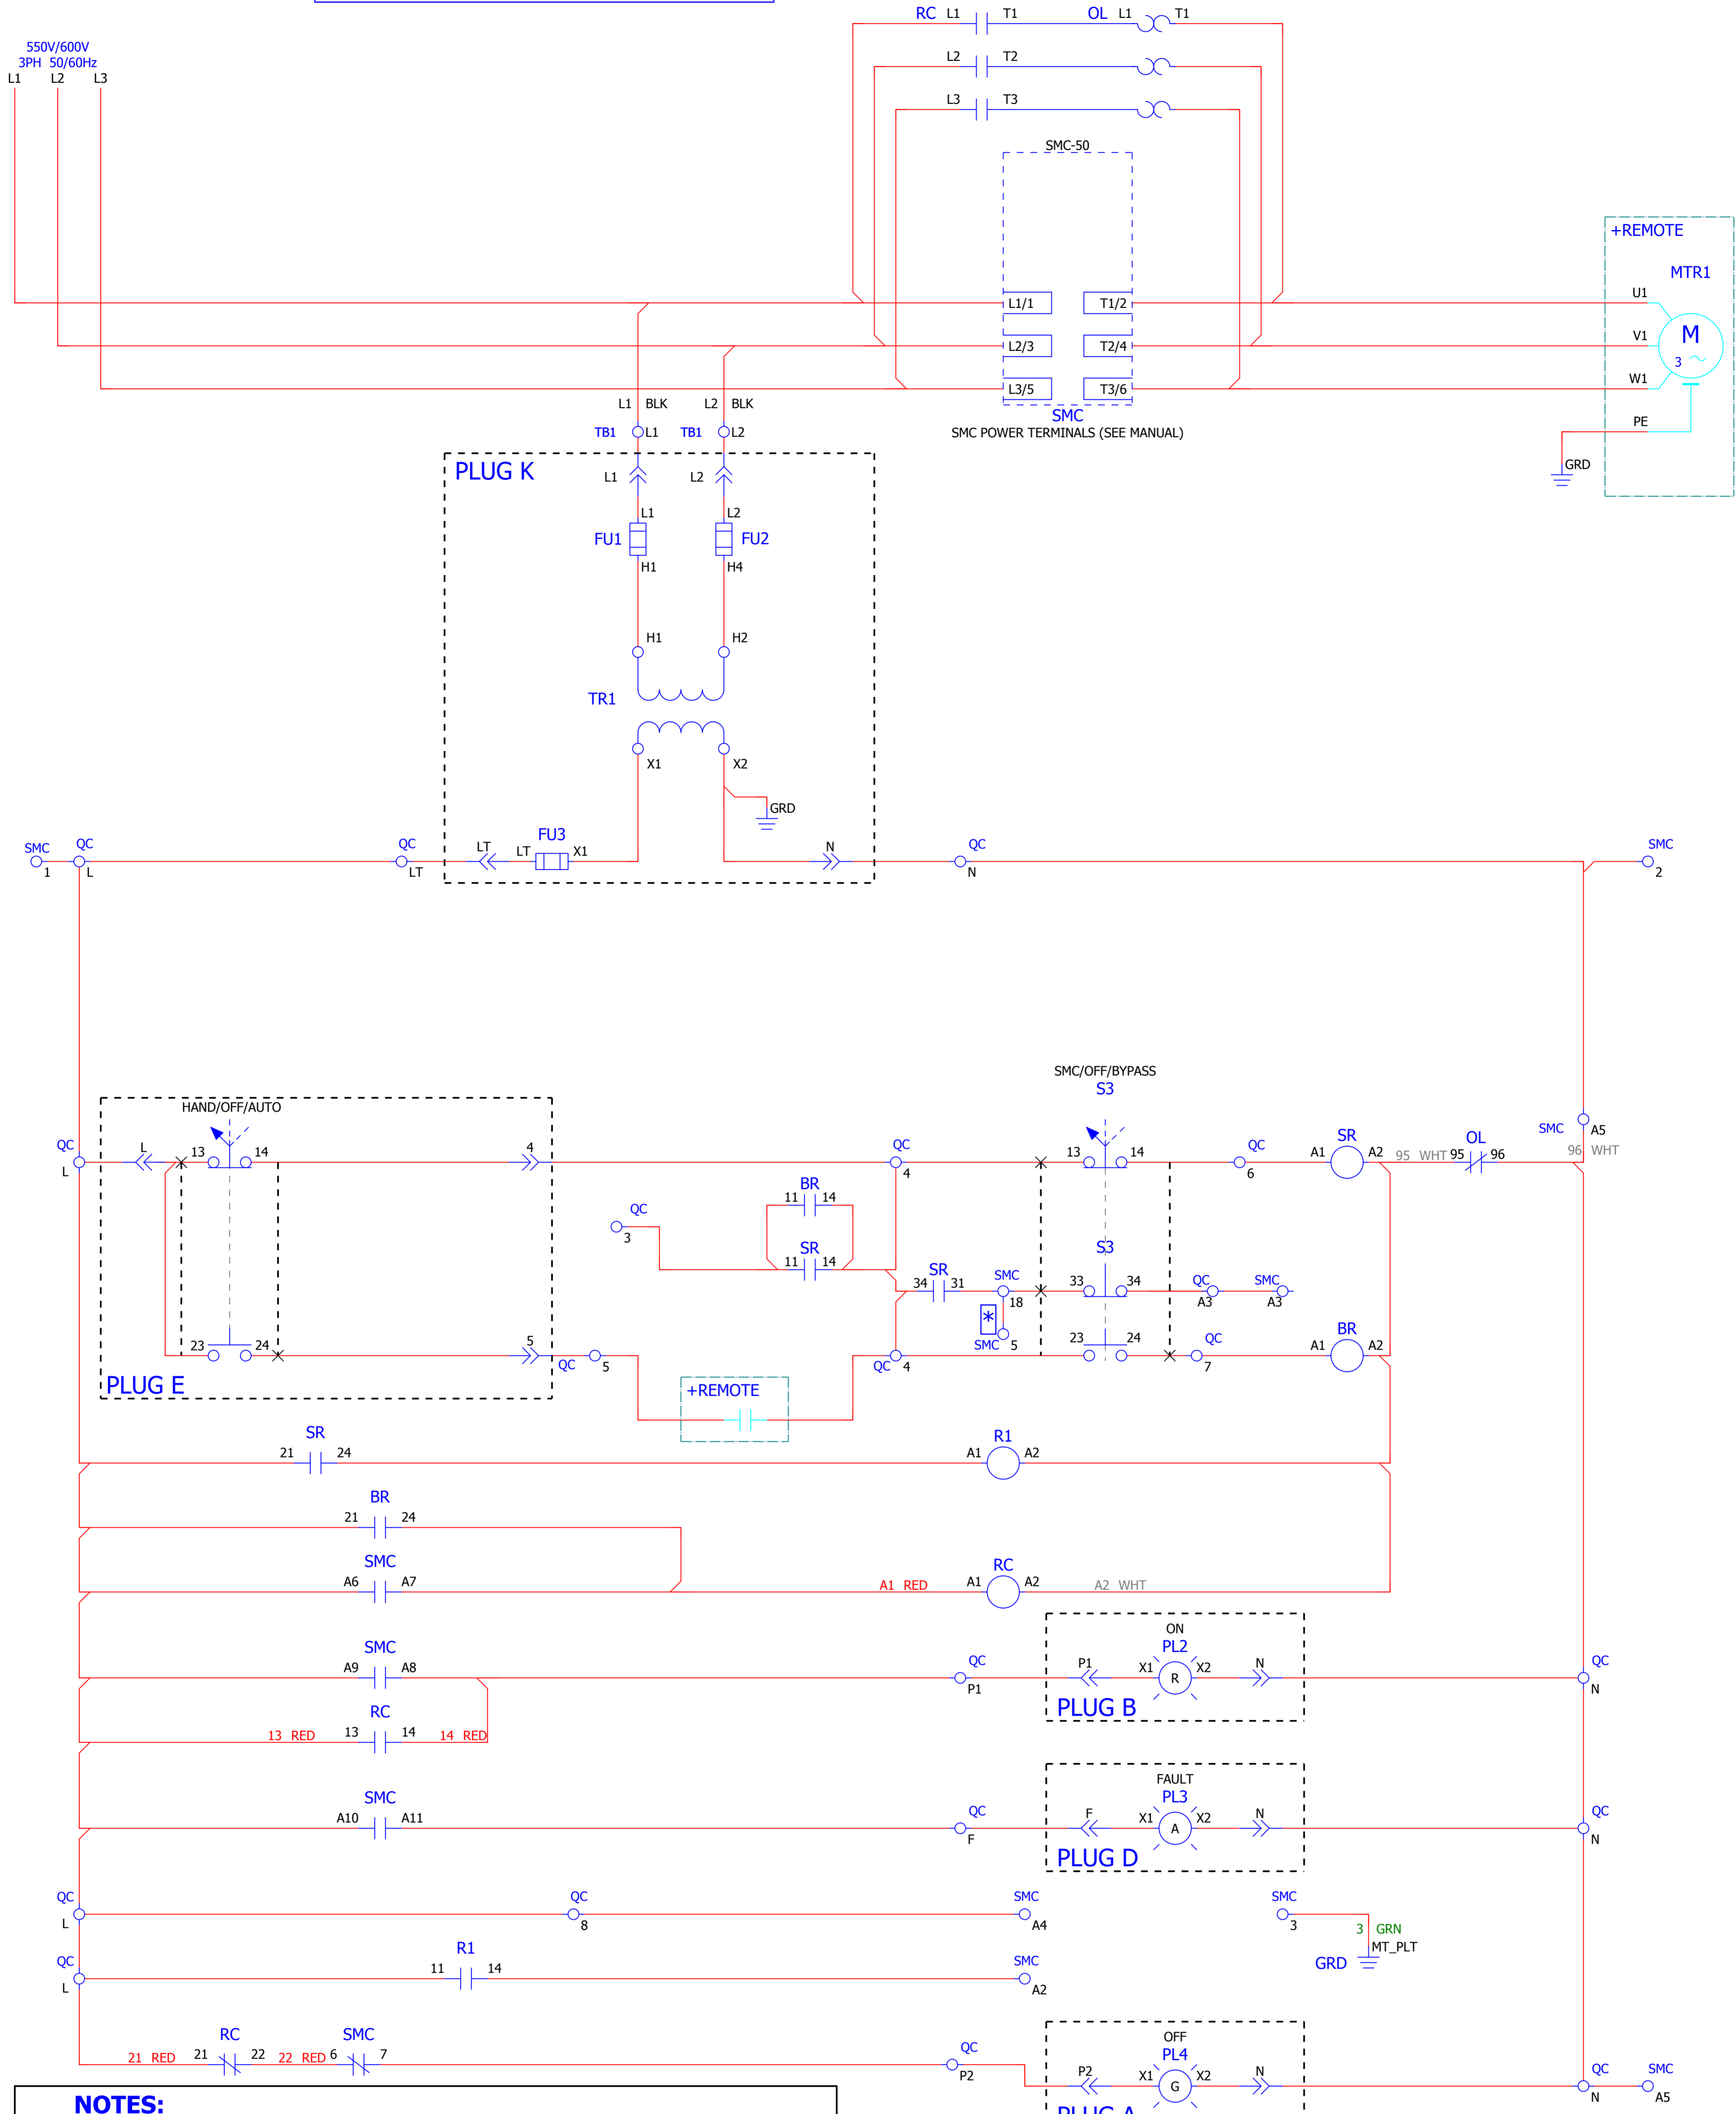 RC L1 T1 OL L1 T1
550V/600V
3PH 50/60Hz
L1 L2 L3
L2 T2
L3 T3
SMC-50
+REMOTE
MTR1
L1/1 T1/2 U1
L2/3 T2/4 V1
M
3
L3/5 T3/6 W1
L1 BLK L2 BLK
SMC
PE
TB1 L1 TB1 L2
SMC POWER TERMINALS (SEE MANUAL)
PLUG K
L1 L2
GRD
L1 L2
FU1 FU2
H1 H4
H1 H2
TR1
X1 X2
GRD
FU3
SMC QC QC LT LT X1 N QC SMC
1 L LT N 2
SMC/OFF/BYPASS
S3
HAND/OFF/AUTO
SMC A5
QC L 13 14 4 QC 13 14 QC SR OL
L 4 6 A1 A2 95 WHT 95 96 96 WHT
BR
11 14
QC
3
SR
11 14
S3
SR
34 31 SMC 33 34 QC SMC
18 A3 A3
*
SMC 5
23 24 5 23 24 QC BR
QC 5 QC 4 7 A1 A2
PLUG E
+REMOTE
SR R1
21 24 A1 A2
BR
21 24
SMC RC
A6 A7 A1 RED A1 A2 A2 WHT
ON
SMC PL2
A9 A8 QC P1 X1 R X2 N QC
P1 N
PLUG B
RC
13 RED 13 14 14 RED
FAULT
SMC PL3
A10 A11 QC F X1 A X2 N QC
F N
PLUG D
QC QC SMC SMC
L 8 A4 3
3 GRN
MT_PLT
GRD
QC R1 SMC
L 11 14 A2
OFF
RC SMC PL4
21 RED 21 22 22 RED 6 7 QC P2 X1 G X2 N QC SMC
P2 N A5
NOTES:
PLUG A